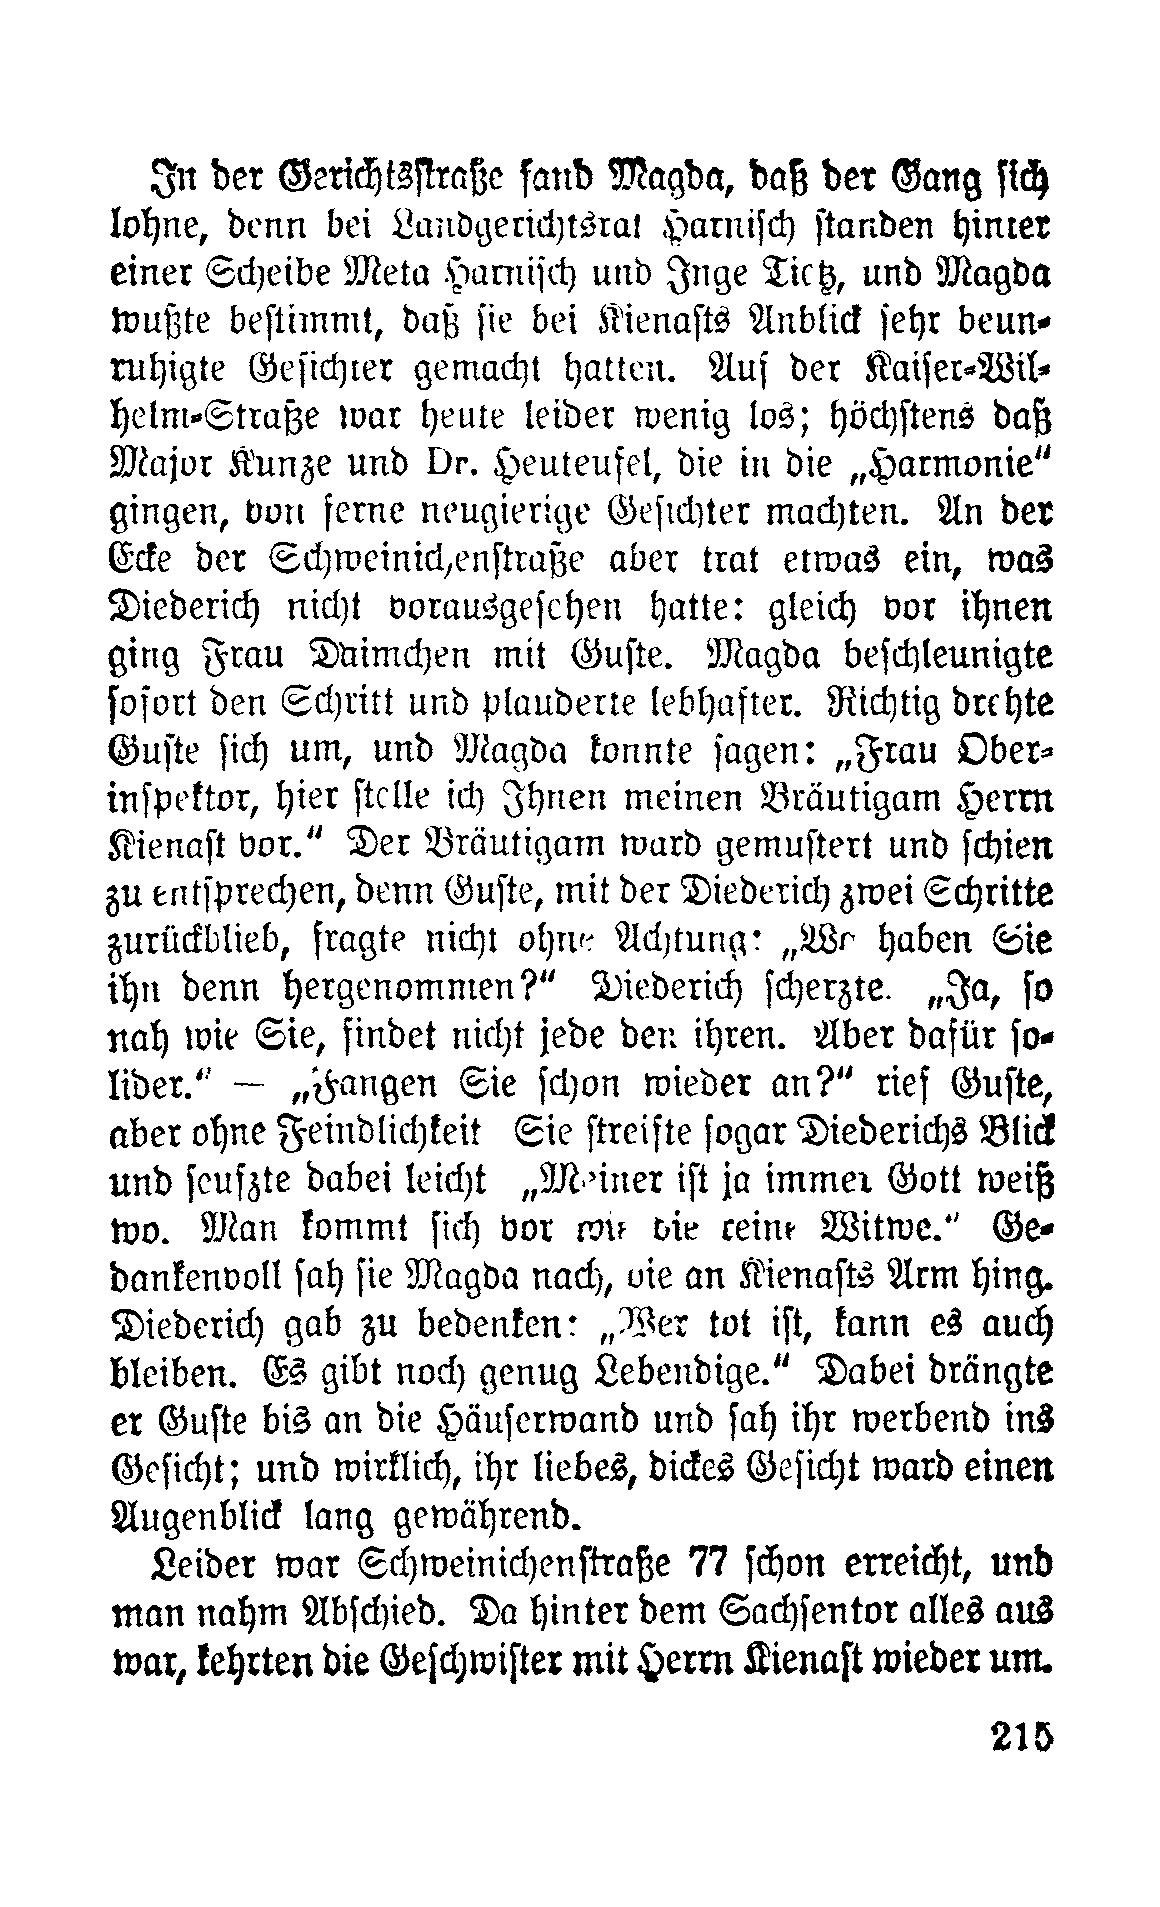 In der Gerichtsstraße fand Magda, daß der Gang sich
lohne, denn bei Landgerichtsrat Harnisch standen hinter
einer Scheibe Meta Harnisch und Inge Tietz, und Magda
wußte bestimmt, daß sie bei Kienasts Anblick sehr beun-
ruhigte Gesichter gemacht hatten. Auf der Kaiser-Wil-
helm-Straße war heute leider wenig los; höchstens daß
Major Kunze und Dr. Heuteufel, die in die „Harmonie“
gingen, von ferne neugierige Gesichter machten. An der
Ecke der Schweinichenstraße aber trat etwas ein, was
Diederich nicht vorausgesehen hatte: gleich vor ihnen
ging Frau Daimchen mit Guste. Magda beschleunigte
sofort den Schritt und plauderte lebhafter. Richtig drehte
Guste sich um, und Magda konnte sagen: „Frau Ober-
inspektor, hier stelle ich Ihnen meinen Bräutigam Herrn
Kienast vor.“ Der Bräutigam ward gemustert und schien
zu entsprechen, denn Guste, mit der Diederich zwei Schritte
zurückblieb, fragte nicht ohne Achtung: „Wo haben Sie
ihn denn hergenommen?“ Diederich scherzte. „Ja, so
nah wie Sie, findet nicht jede den ihren. Aber dafür so-
lider.“ — „Fangen Sie schon wieder an?“ rief Guste,
aber ohne Feindlichkeit Sie streifte sogar Diederichs Blick
und seufzte dabei leicht „Meiner ist ja immer Gott weiß
wo. Man kommt sich vor wie die reine Witwe.“ Ge-
dankenvoll sah sie Magda nach, die an Kienasts Arm hing.
Diederich gab zu bedenken: „Wer tot ist, kann es auch
bleiben. Es gibt noch genug Lebendige.“ Dabei drängte
er Guste bis an die Häuserwand und sah ihr werbend ins
Gesicht; und wirklich, ihr liebes, dickes Gesicht ward einen
Augenblick lang gewährend.
Leider war Schweinichenstraße 77 schon erreicht, und
man nahm Abschied. Da hinter dem Sachsentor alles aus
war, kehrten die Geschwister mit Herrn Kienast wieder um.
215